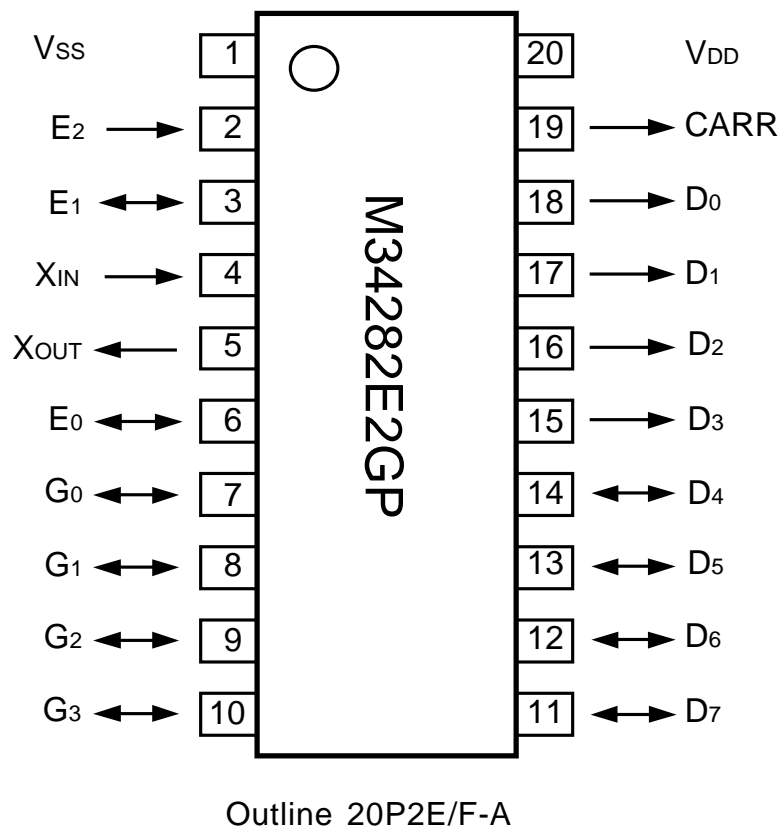 VSS 1 20 VDD
E2 2 19 CARR
E1 3 18 D0
XIN 4 17 D1
XOUT 5 16 D2
E0 6 15 D3
G0 7 14 D4
G1 8 13 D5
G2 9 12 D6
G3 10 11 D7
M34282E2GP
Outline 20P2E/F-A